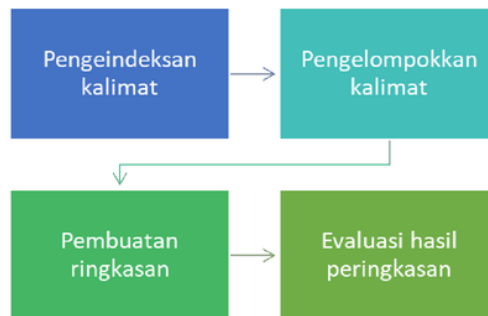 Pengeindeksan
kalimat
Pengelompokkan
kalimat
Pembuatan
ringkasan
Evaluasi hasil
peringkasan